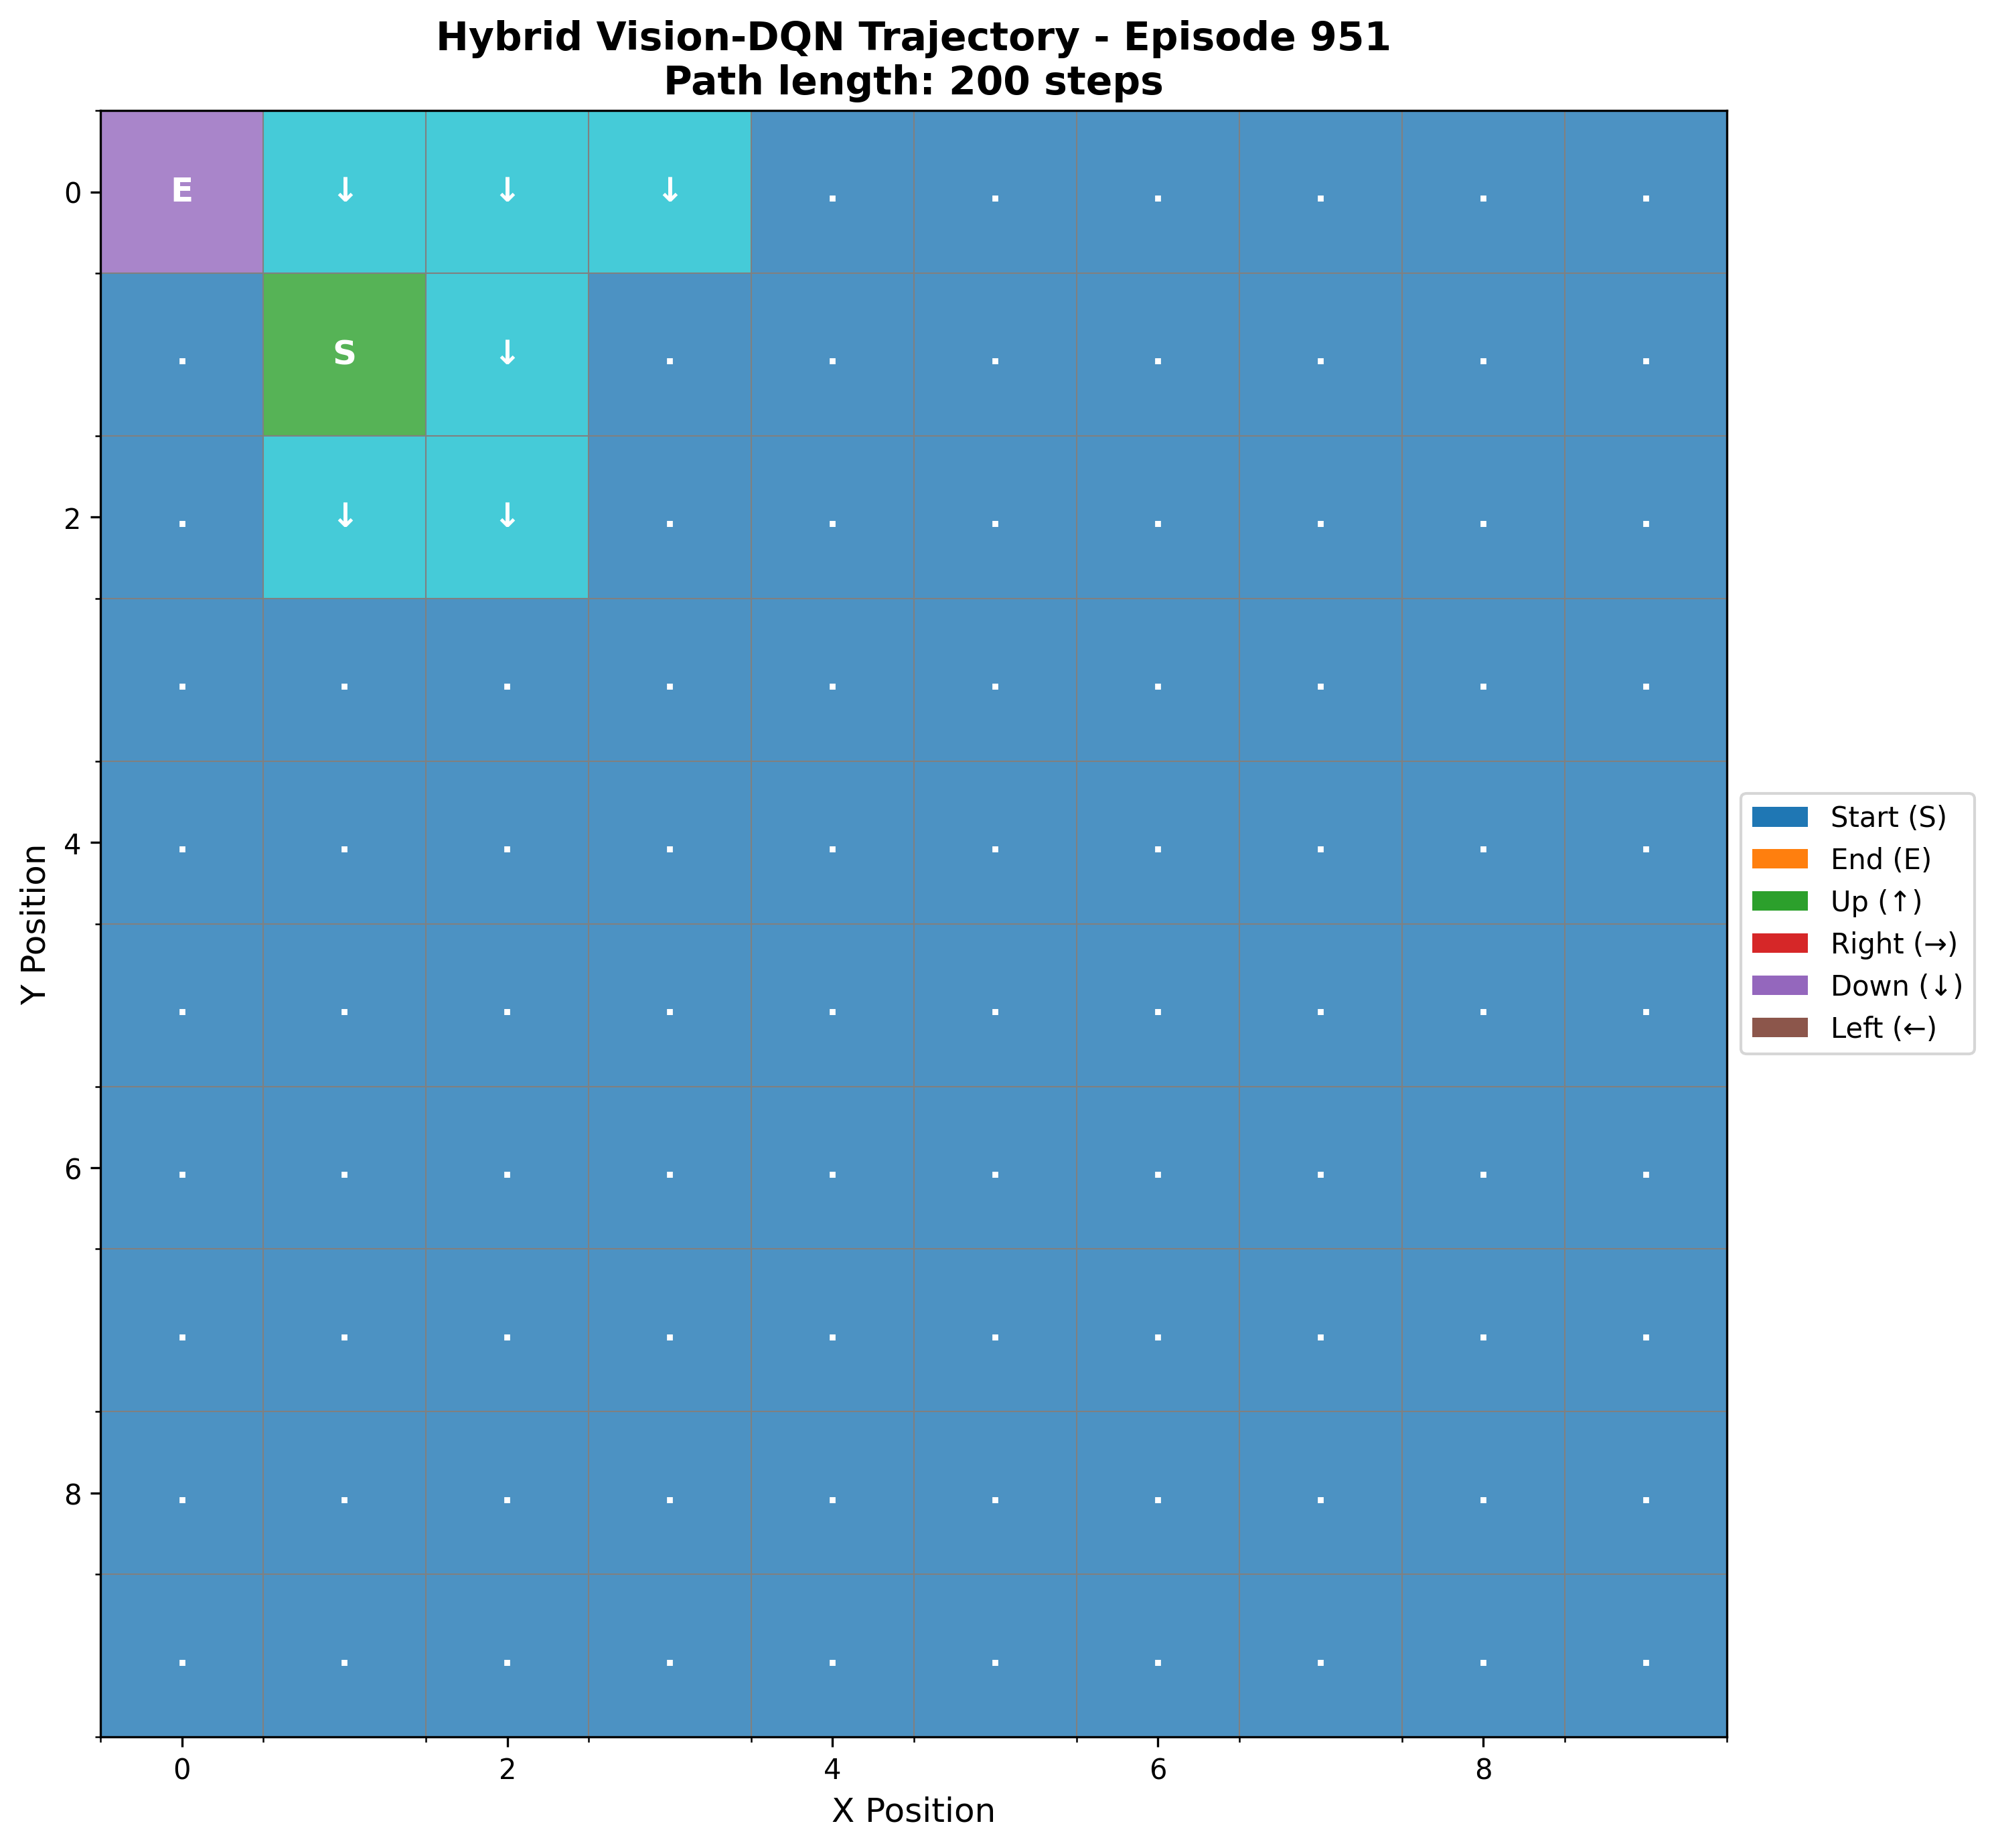 Hybrid Vision-DQN Trajectory - Episode 951
Path length: 200 steps
E ↓ ↓ ↓ . . . . . .
. S ↓ . . . . . . .
. ↓ ↓ . . . . . . .
. . . . . . . . . .
. . . . . . . . . .
. . . . . . . . . .
. . . . . . . . . .
. . . . . . . . . .
. . . . . . . . . .
. . . . . . . . . .
0
2
4
6
8
Y Position
0 2 4 6 8
X Position
Start (S)
End (E)
Up (↑)
Right (→)
Down (↓)
Left (←)